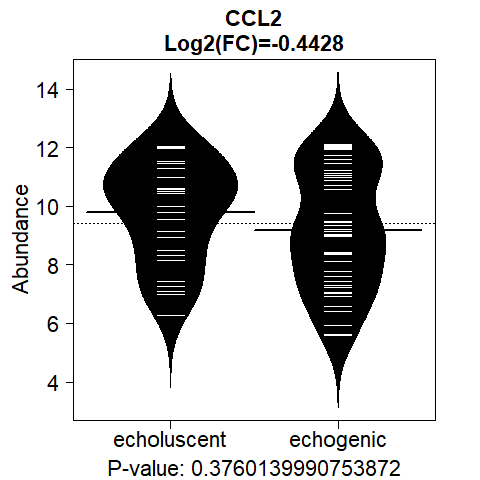 CCL2
Log2(FC)=-0.4428
14
12
10
8
6
4
Abundance
echoluscent echogenic
P-value: 0.3760139990753872